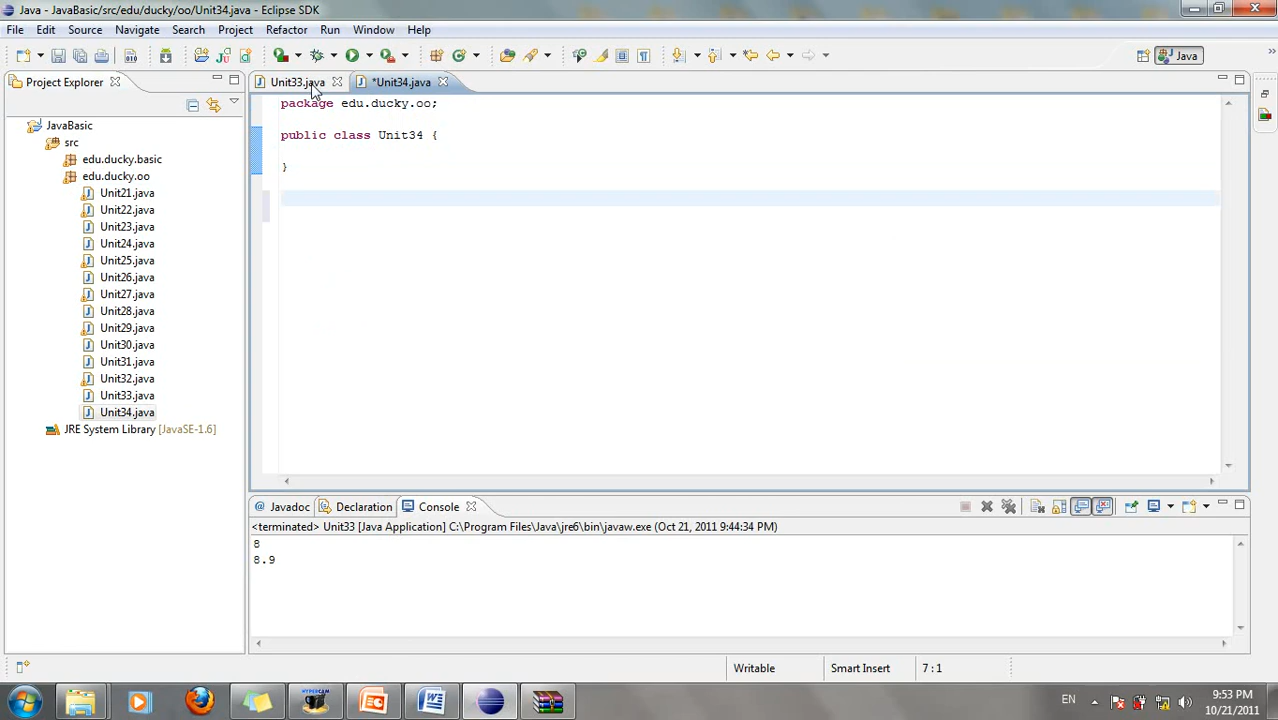 Java - JavaBasic/src/edu/ducky/oo/Unit34.java - Eclipse SDK
File Edit Source Refactor Navigate Search Project Refactor Run Window Help
Java
Project Explorer
Unit33.java *Unit34.java
JavaBasic
src
edu.ducky.basic
edu.ducky.oo
Unit21.java
Unit22.java
Unit23.java
Unit24.java
Unit25.java
Unit26.java
Unit27.java
Unit28.java
Unit29.java
Unit30.java
Unit31.java
Unit32.java
Unit33.java
Unit34.java
JRE System Library [JavaSE-1.6]
package edu.ducky.oo;
public class Unit34 {
}
@ Javadoc Declaration Console
<terminated> Unit33 [Java Application] C:\Program Files\Java\jre6\bin\javaw.exe (Oct 21, 2011 9:44:34 PM)
8
8.9
Writable Smart Insert 7 : 1
HYPERCAM
EN
9:53 PM
10/21/2011